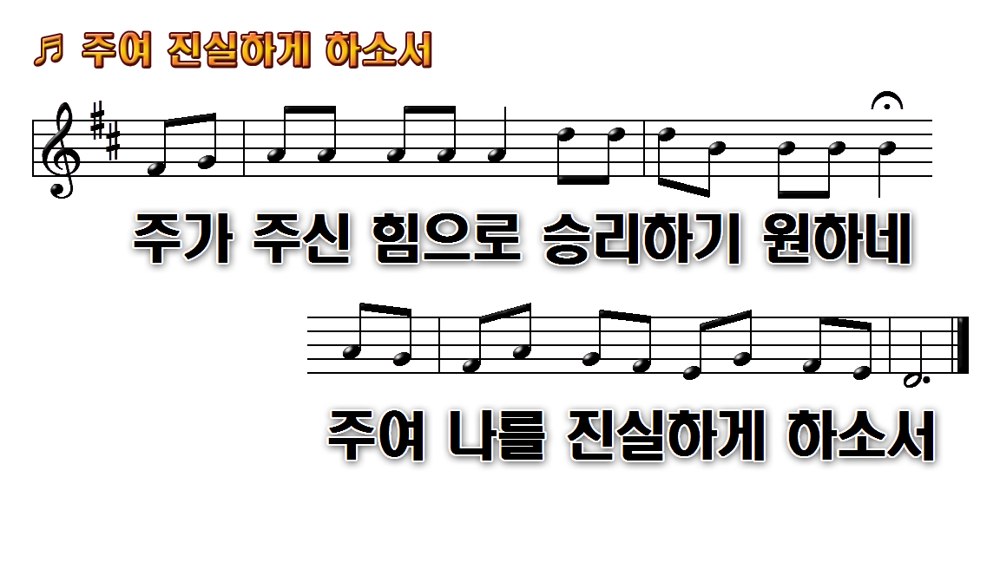 ♬ 주여 진실하게 하소서
주가 주신 힘으로 승리하기 원하네
주여 나를 진실하게 하소서